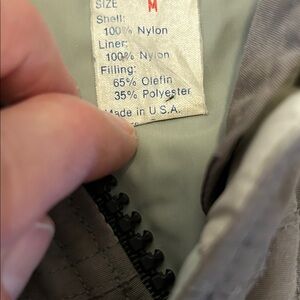 SIZE M
Shell:
100% Nylon
Liner:
100% Nylon
Filling:
65% Olefin
35% Polyester
Made in U.S.A.